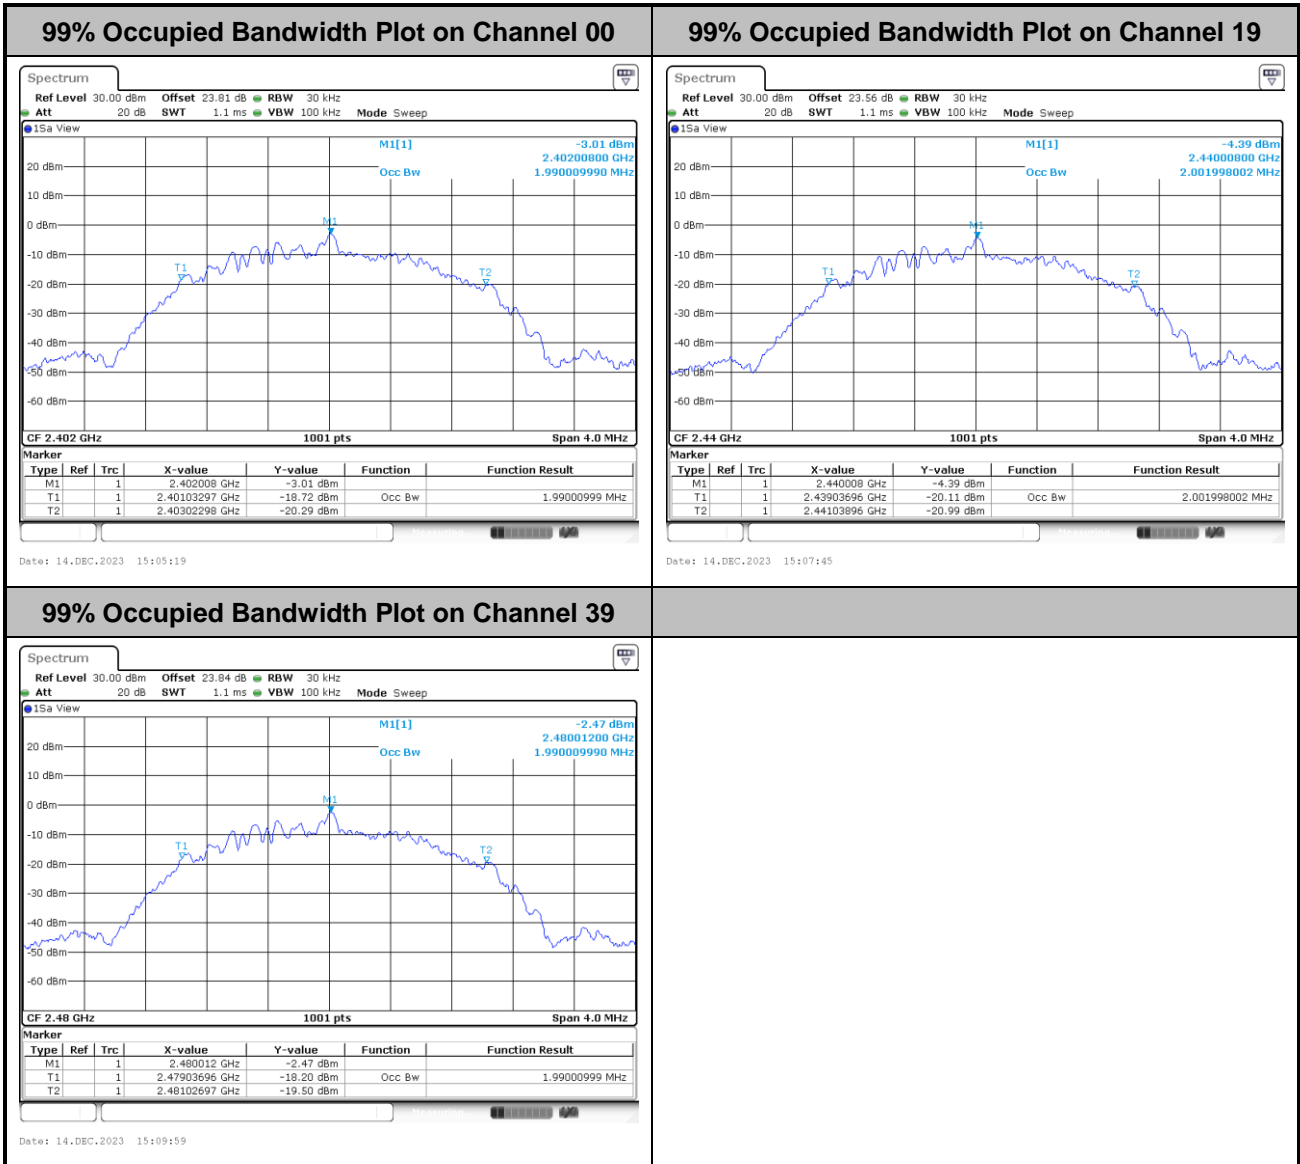 99% Occupied Bandwidth Plot on Channel 00
Spectrum
Ref Level 30.00 dBm Offset 23.81 dB RBW 30 kHz
Att 20 dB SWT 1.1 ms VBW 100 kHz Mode Sweep
1Sa View
M1[1] -3.01 dBm
2.40200800 GHz
Occ Bw 1.990009990 MHz
20 dBm
10 dBm
0 dBm
-10 dBm
-20 dBm
-30 dBm
-40 dBm
-50 dBm
-60 dBm
M1
T1
T2
CF 2.402 GHz 1001 pts Span 4.0 MHz
Marker
Type Ref Trc X-value Y-value Function Function Result
M1 1 2.402008 GHz -3.01 dBm
T1 1 2.40103297 GHz -18.72 dBm Occ Bw 1.99000999 MHz
T2 1 2.40302298 GHz -20.29 dBm
Date: 14.DEC.2023 15:05:19
99% Occupied Bandwidth Plot on Channel 19
Spectrum
Ref Level 30.00 dBm Offset 23.56 dB RBW 30 kHz
Att 20 dB SWT 1.1 ms VBW 100 kHz Mode Sweep
1Sa View
M1[1] -4.39 dBm
2.44000800 GHz
Occ Bw 2.001998002 MHz
20 dBm
10 dBm
0 dBm
-10 dBm
-20 dBm
-30 dBm
-40 dBm
-50 dBm
-60 dBm
M1
T1
T2
CF 2.44 GHz 1001 pts Span 4.0 MHz
Marker
Type Ref Trc X-value Y-value Function Function Result
M1 1 2.440008 GHz -4.39 dBm
T1 1 2.43903696 GHz -20.11 dBm Occ Bw 2.001998002 MHz
T2 1 2.44103896 GHz -20.99 dBm
Date: 14.DEC.2023 15:07:45
99% Occupied Bandwidth Plot on Channel 39
Spectrum
Ref Level 30.00 dBm Offset 23.84 dB RBW 30 kHz
Att 20 dB SWT 1.1 ms VBW 100 kHz Mode Sweep
1Sa View
M1[1] -2.47 dBm
2.48001200 GHz
Occ Bw 1.990009990 MHz
20 dBm
10 dBm
0 dBm
-10 dBm
-20 dBm
-30 dBm
-40 dBm
-50 dBm
-60 dBm
M1
T1
T2
CF 2.48 GHz 1001 pts Span 4.0 MHz
Marker
Type Ref Trc X-value Y-value Function Function Result
M1 1 2.480012 GHz -2.47 dBm
T1 1 2.47903696 GHz -18.20 dBm Occ Bw 1.99000999 MHz
T2 1 2.48102697 GHz -19.50 dBm
Date: 14.DEC.2023 15:09:59